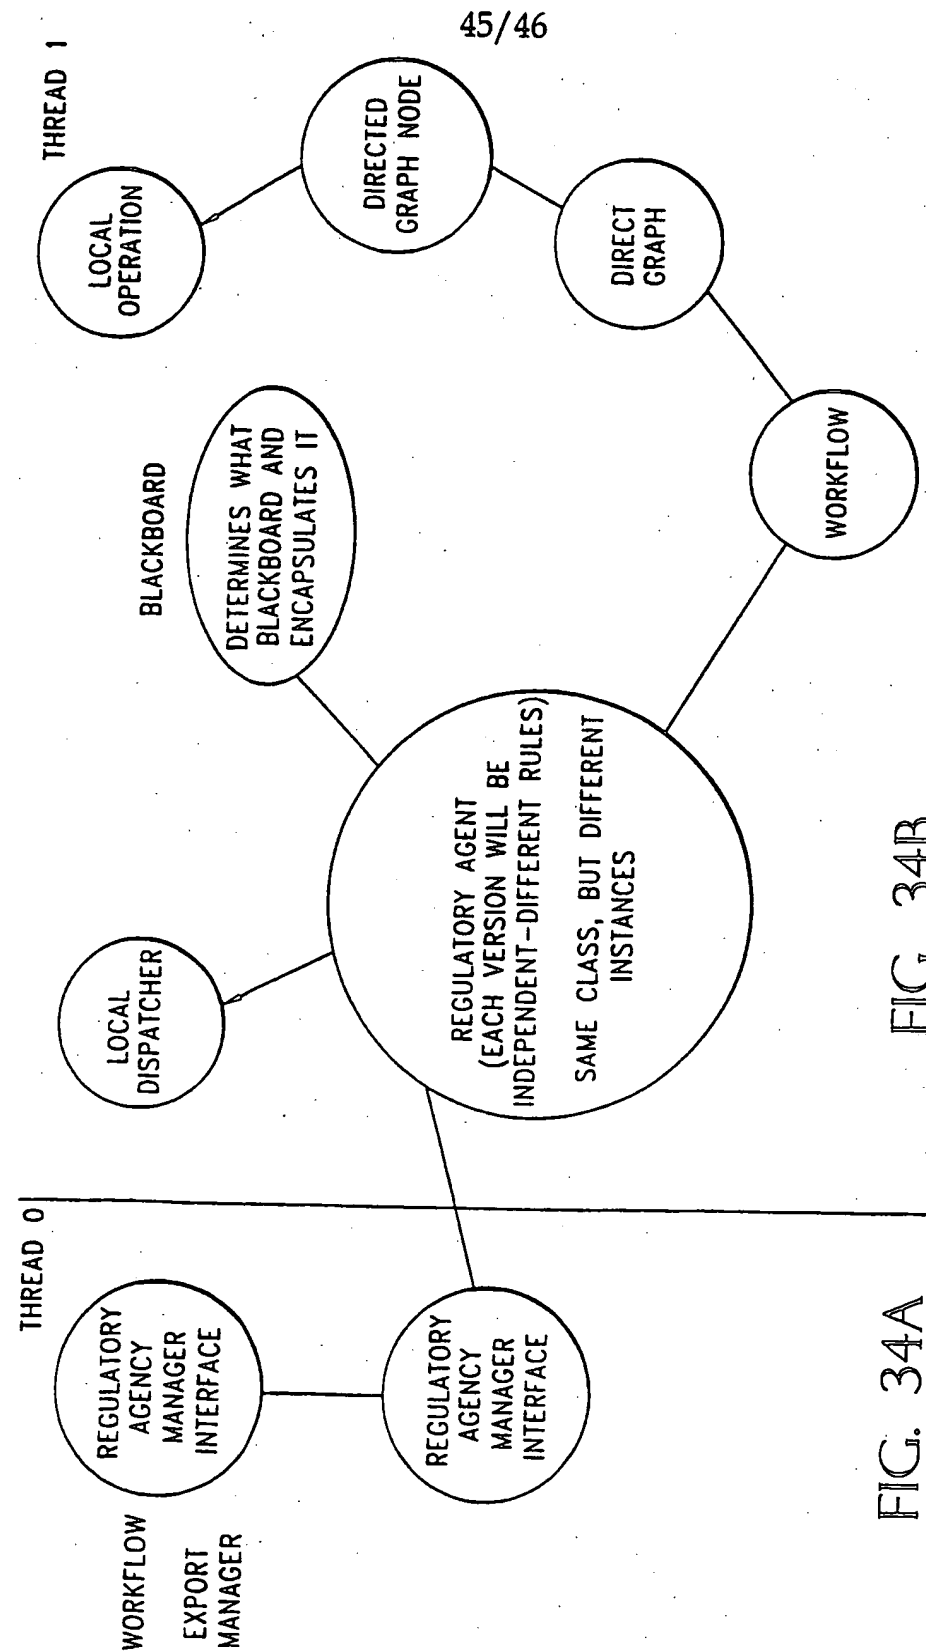 45/46
THREAD 0
THREAD 1
WORKFLOW
EXPORT
MANAGER
REGULATORY
AGENCY
MANAGER
INTERFACE
REGULATORY
AGENCY
MANAGER
INTERFACE
LOCAL
DISPATCHER
REGULATORY AGENT
(EACH VERSION WILL BE
INDEPENDENT-DIFFERENT RULES)
SAME CLASS, BUT DIFFERENT
INSTANCES
BLACKBOARD
DETERMINES WHAT
BLACKBOARD AND
ENCAPSULATES IT
LOCAL
OPERATION
DIRECTED
GRAPH NODE
DIRECT
GRAPH
WORKFLOW
FIG. 34A
FIG. 34B